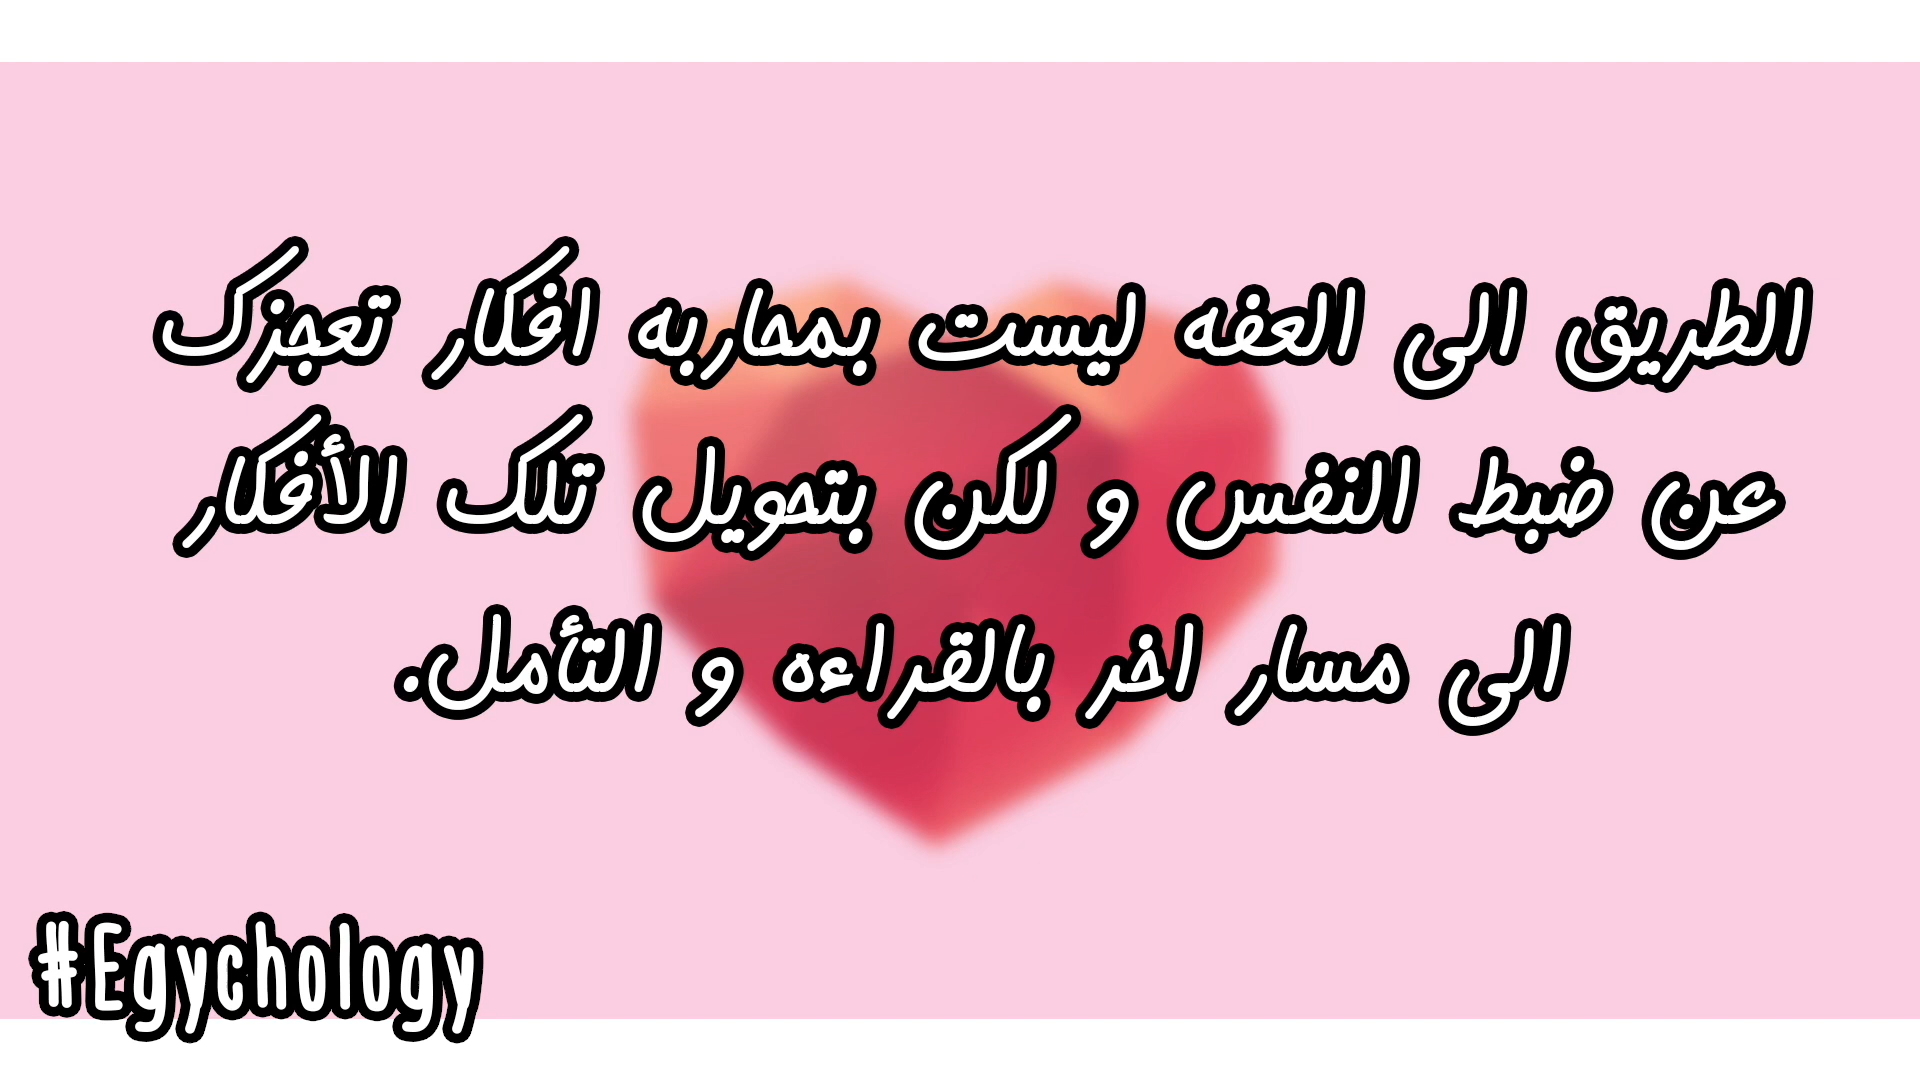 الطريق الى العفه ليست بمحاربه افكار تعجزك
عن ضبط النفس و لكن بتحويل تلك الأفكار
الى مسار اخر بالقراءه و التأمل.
#Egychology